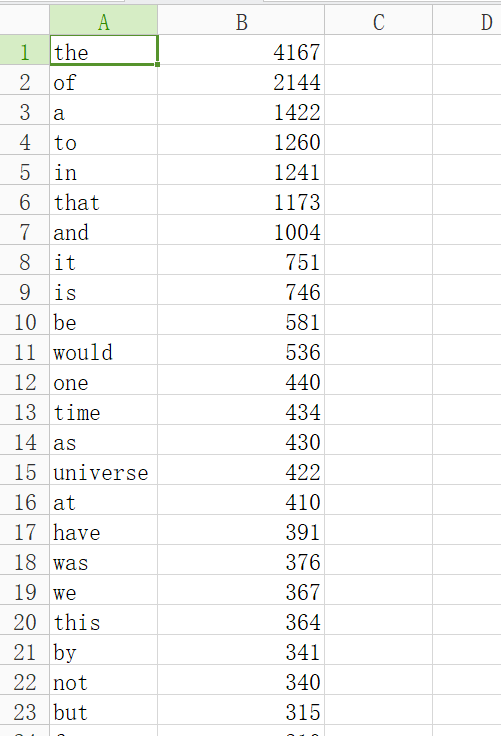 A B C D
1 the 4167
2 of 2144
3 a 1422
4 to 1260
5 in 1241
6 that 1173
7 and 1004
8 it 751
9 is 746
10 be 581
11 would 536
12 one 440
13 time 434
14 as 430
15 universe 422
16 at 410
17 have 391
18 was 376
19 we 367
20 this 364
21 by 341
22 not 340
23 but 315